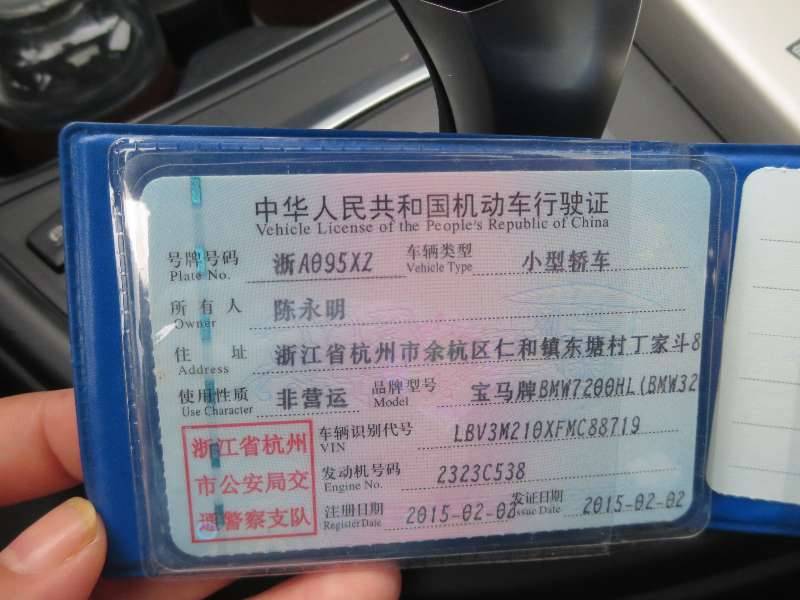 中华人民共和国机动车行驶证
Vehicle License of the People's Republic of China
号牌号码 浙A095XZ 车辆类型 小型轿车
Plate No. Vehicle Type
所有人 陈永明
Owner
住址 浙江省杭州市余杭区仁和镇东塘村丁家斗8
Address
使用性质 非营运 品牌型号 宝马牌BMW7200HL(BMW32
Use Character Model
浙江省杭州
市公安局交
通警察支队
车辆识别代号 LBV3M210XFMC88719
VIN
发动机号码 2323C538
Engine No.
注册日期 2015-02-02 发证日期 2015-02-02
Register Date Issue Date